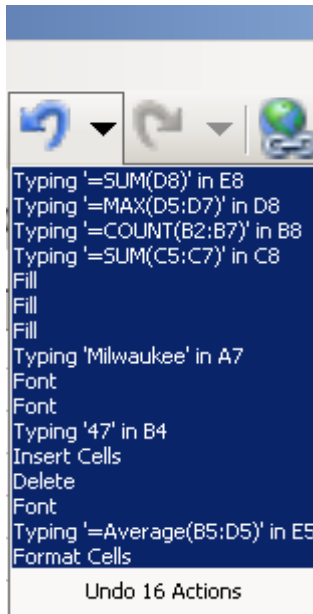 Typing '=SUM(D8)' in E8
Typing '=MAX(D5:D7)' in D8
Typing '=COUNT(B2:B7)' in B8
Typing '=SUM(C5:C7)' in C8
Fill
Fill
Fill
Typing 'Milwaukee' in A7
Font
Font
Typing '47' in B4
Insert Cells
Delete
Font
Typing '=Average(B5:D5)' in E5
Format Cells
Undo 16 Actions